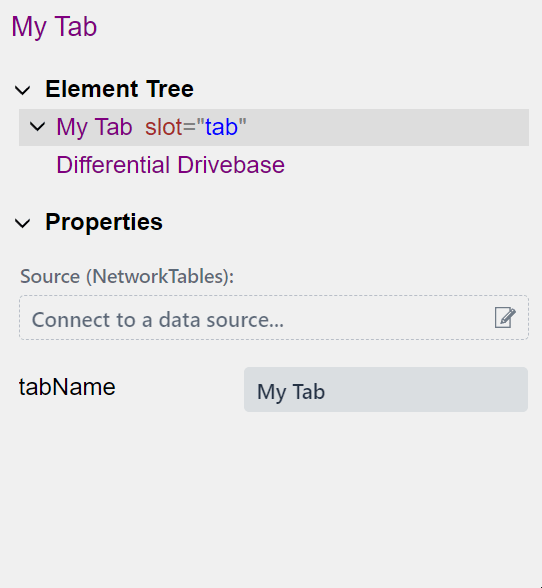 My Tab
Element Tree
My Tab slot="tab"
Differential Drivebase
Properties
Source (NetworkTables):
Connect to a data source...
tabName My Tab